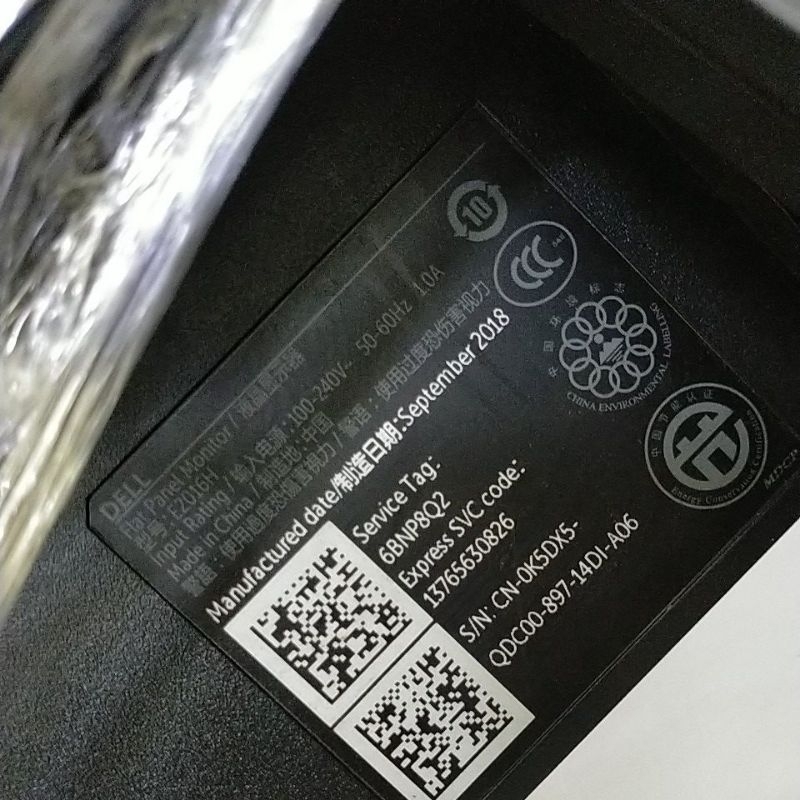 DELL
Flat Panel Monitor / 液晶显示器
型号: E2016H
Input Rating / 输入电源: 100-240V~ 50-60Hz 1.0A
Made in China / 制造地: 中国
警语: 使用过度恐伤害视力 / 警语: 使用过度恐伤害视力
Manufactured date/制造日期:September 2018
Service Tag:
6BNP8Q2
Express SVC code:
13765630826
S/N: CN-0K5DX5-
QDC00-897-14DI-A06
10
CCC
S&E
中国环境标志
CHINA ENVIRONMENTAL LABELLING
中国节能认证
Energy Conservation Certification
MDCP